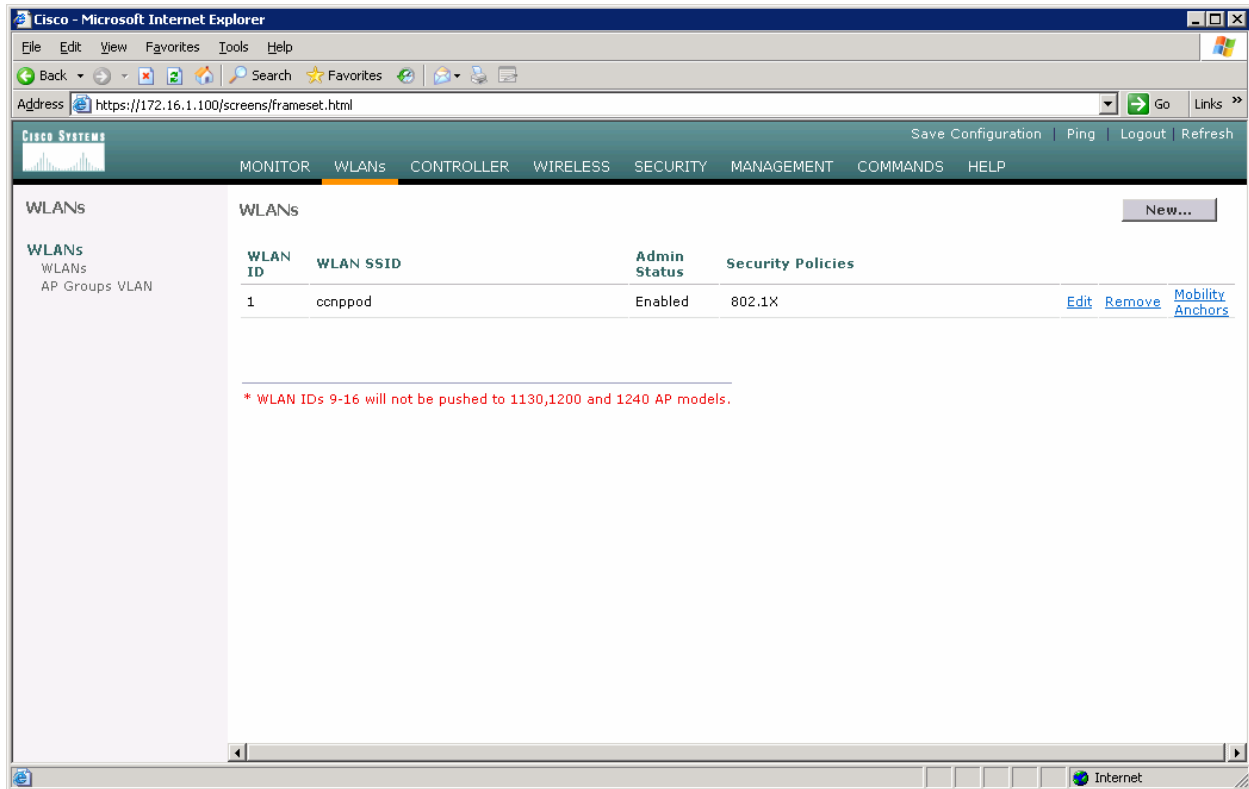 Cisco - Microsoft Internet Explorer
File Edit View Favorites Tools Help
Back Search Favorites
Address https://172.16.1.100/screens/frameset.html Go Links »
CISCO SYSTEMS
Save Configuration | Ping | Logout | Refresh
MONITOR WLANs CONTROLLER WIRELESS SECURITY MANAGEMENT COMMANDS HELP
WLANs
WLANs
WLANs
AP Groups VLAN
WLANs New...
WLAN ID WLAN SSID Admin Status Security Policies
1 ccnppod Enabled 802.1X Edit Remove Mobility Anchors
* WLAN IDs 9-16 will not be pushed to 1130,1200 and 1240 AP models.
Internet